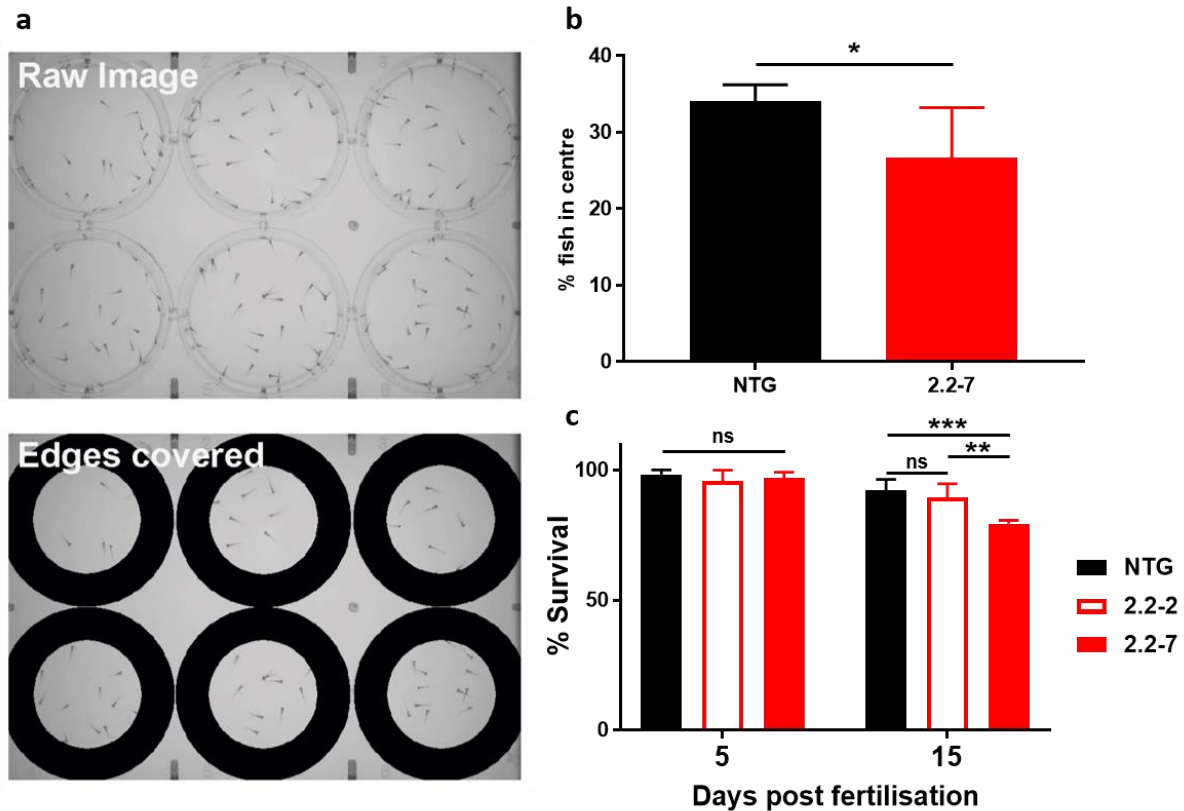 a
Raw Image
Edges covered
b
40
30
20
10
0
% fish in centre
*
NTG
2.2-7
c
100
50
0
% Survival
ns
ns
***
**
5
15
Days post fertilisation
NTG
2.2-2
2.2-7